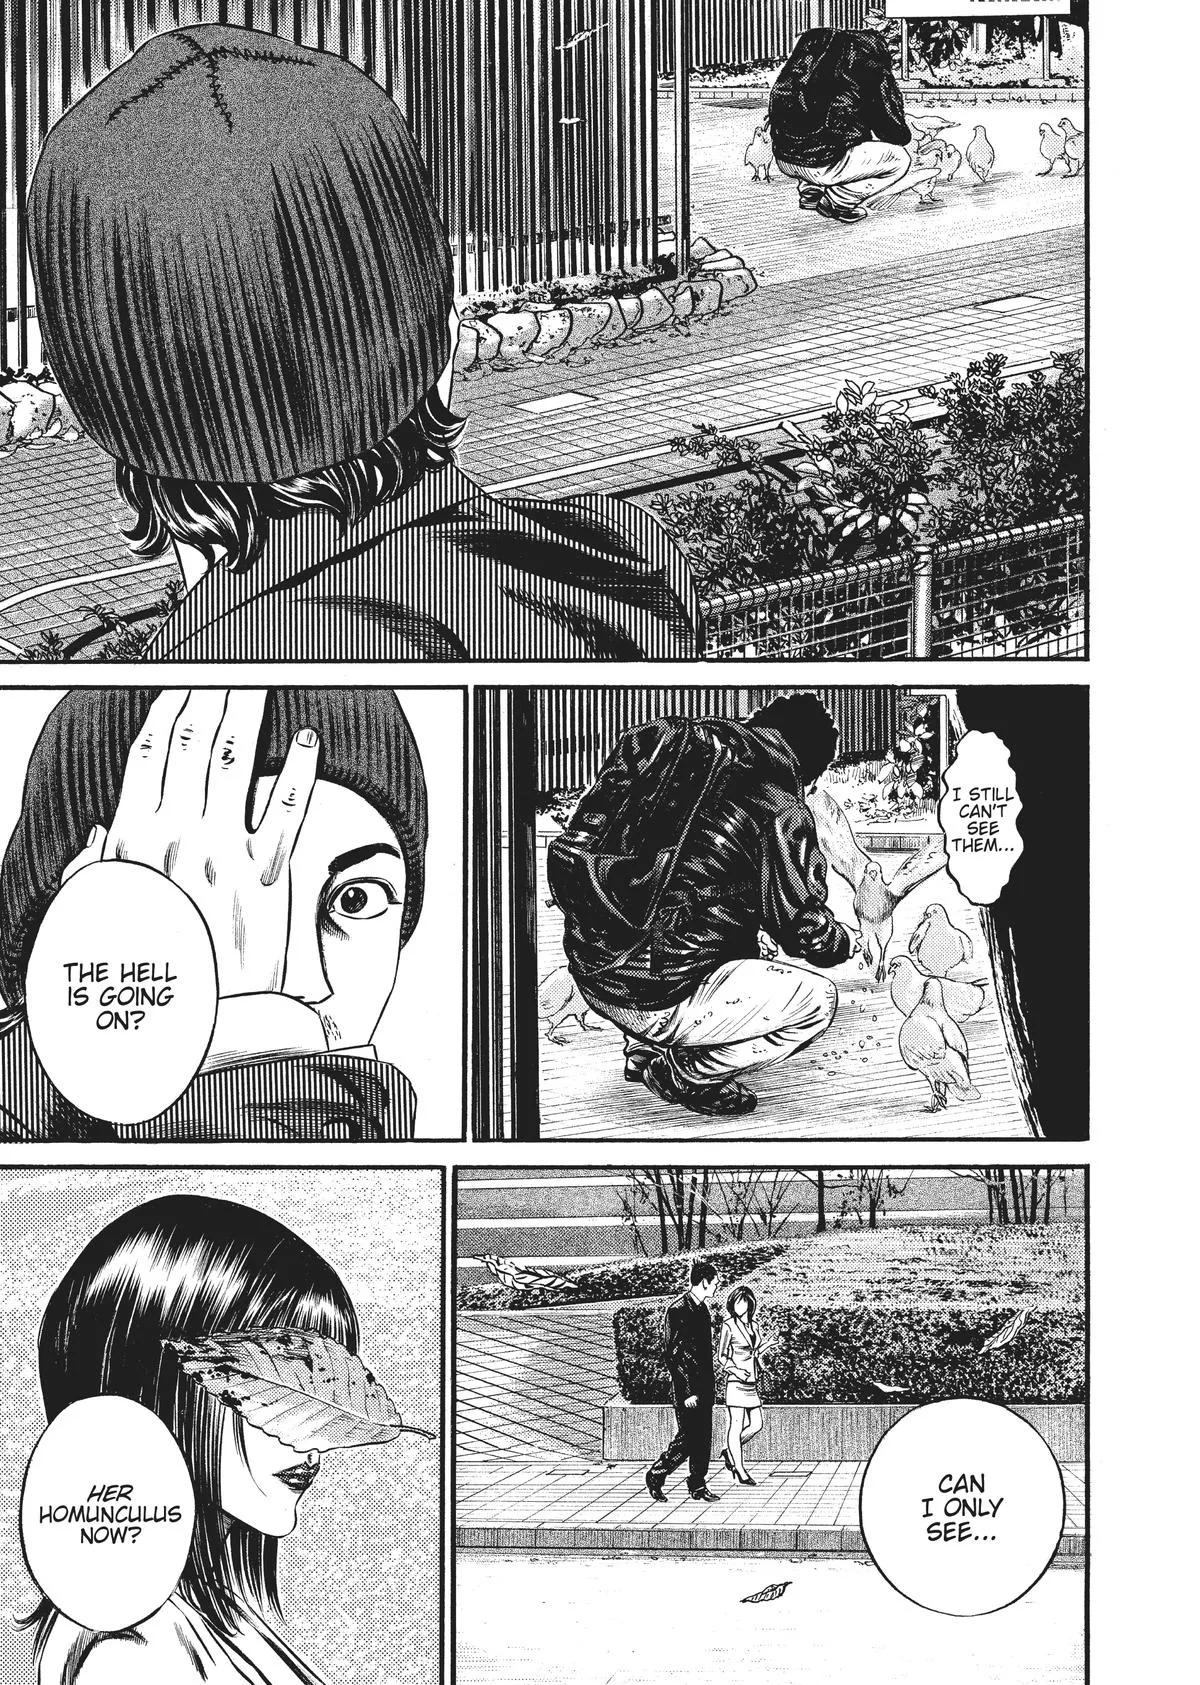 I STILL
CAN'T
SEE
THEM...
THE HELL
IS GOING
ON?
CAN
I ONLY
SEE...
HER
HOMUNCULUS
NOW?